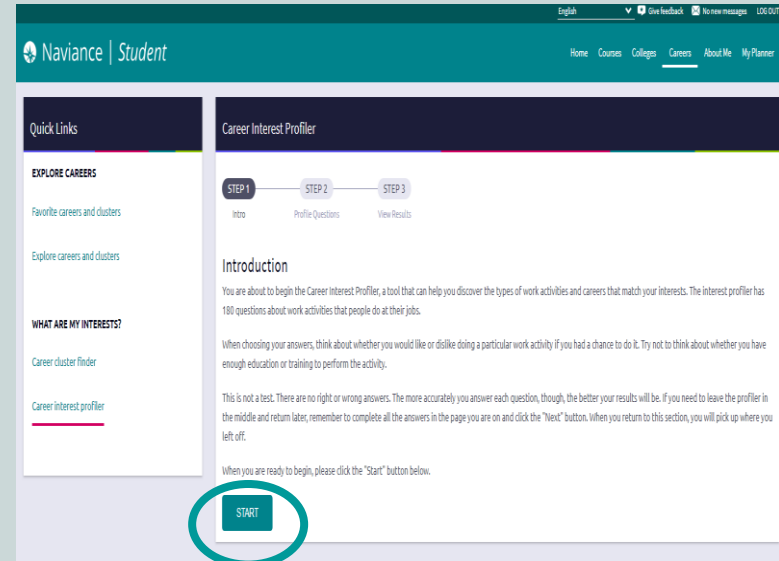 English Give feedback No new messages LOG OUT
Naviance | Student
Home Courses Colleges Careers About Me My Planner
Quick Links
EXPLORE CAREERS
Favorite careers and clusters
Explore careers and clusters
WHAT ARE MY INTERESTS?
Career cluster finder
Career interest profiler
Career Interest Profiler
STEP 1 STEP 2 STEP 3
Intro Profile Questions View Results
Introduction
You are about to begin the Career Interest Profiler, a tool that can help you discover the types of work activities and careers that match your interests. The interest profiler has
180 questions about work activities that people do at their jobs.
When choosing your answers, think about whether you would like or dislike doing a particular work activity if you had a chance to do it. Try not to think about whether you have
enough education or training to perform the activity.
This is not a test. There are no right or wrong answers. The more accurately you answer each question, though, the better your results will be. If you need to leave the profiler in
the middle and return later, remember to complete all the answers in the page you are on and click the "Next" button. When you return to this section, you will pick up where you
left off.
When you are ready to begin, please click the "Start" button below.
START